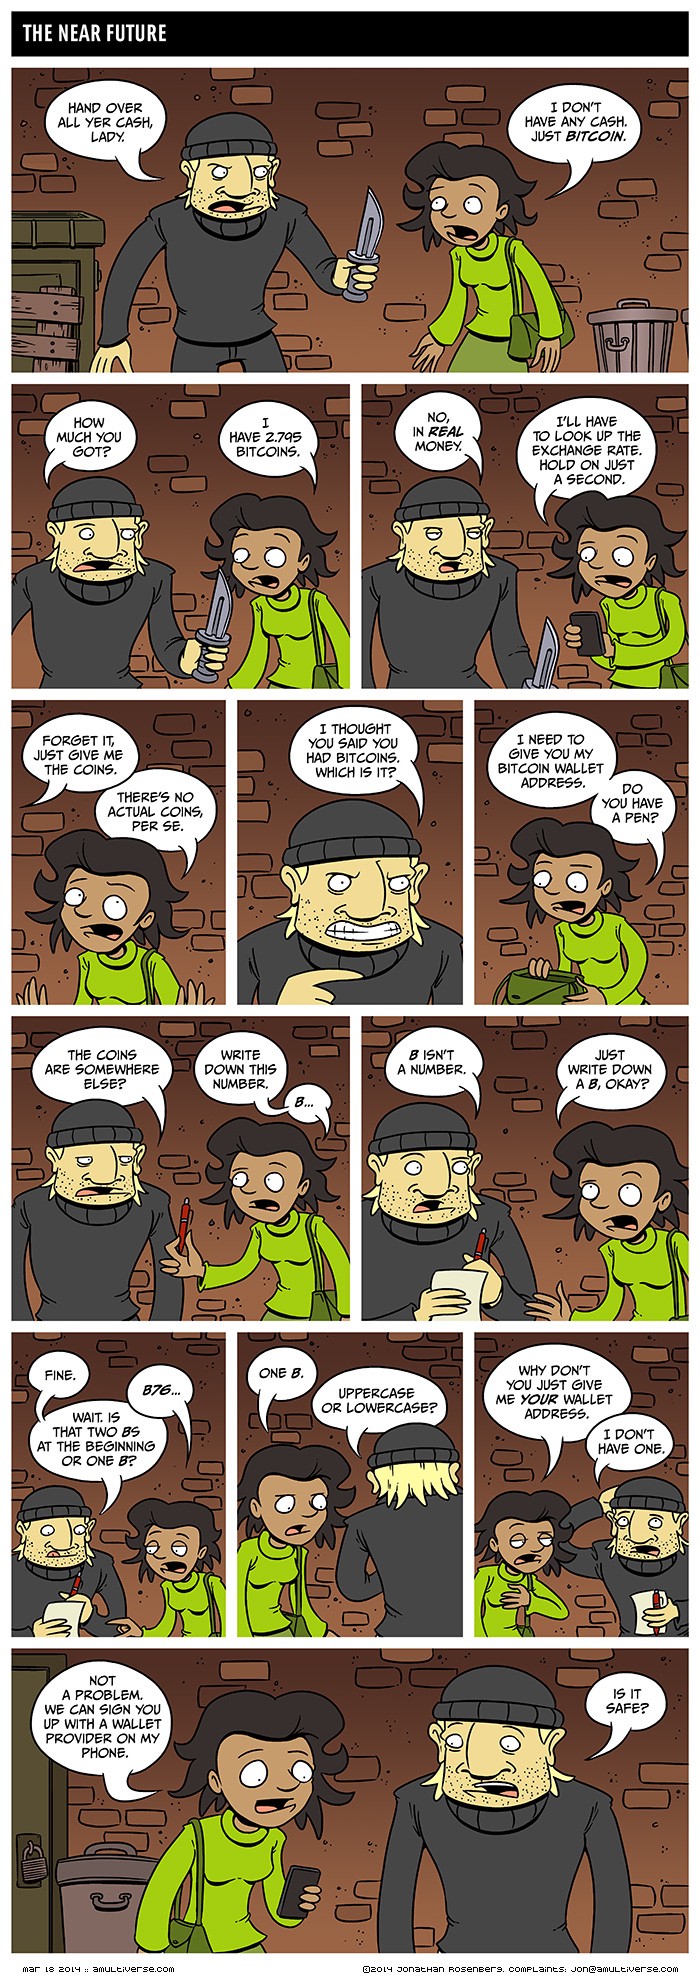 THE NEAR FUTURE
HAND OVER
ALL YER CASH,
LADY.
I DON'T
HAVE ANY CASH.
JUST BITCOIN.
HOW
MUCH YOU
GOT?
I
HAVE 2.795
BITCOINS.
NO,
IN REAL
MONEY.
I'LL HAVE
TO LOOK UP THE
EXCHANGE RATE.
HOLD ON JUST
A SECOND.
FORGET IT,
JUST GIVE ME
THE COINS.
THERE'S NO
ACTUAL COINS,
PER SE.
I THOUGHT
YOU SAID YOU
HAD BITCOINS.
WHICH IS IT?
I NEED TO
GIVE YOU MY
BITCOIN WALLET
ADDRESS.
DO
YOU HAVE
A PEN?
THE COINS
ARE SOMEWHERE
ELSE?
WRITE
DOWN THIS
NUMBER.
B...
B ISN'T
A NUMBER.
JUST
WRITE DOWN
A B, OKAY?
FINE.
B76...
WAIT. IS
THAT TWO BS
AT THE BEGINNING
OR ONE B?
ONE B.
UPPERCASE
OR LOWERCASE?
WHY DON'T
YOU JUST GIVE
ME YOUR WALLET
ADDRESS.
I DON'T
HAVE ONE.
NOT
A PROBLEM.
WE CAN SIGN YOU
UP WITH A WALLET
PROVIDER ON MY
PHONE.
IS IT
SAFE?
mar 18 2014 :: amultiverse.com
©2014 Jonathan Rosenberg. Complaints: jon@amultiverse.com